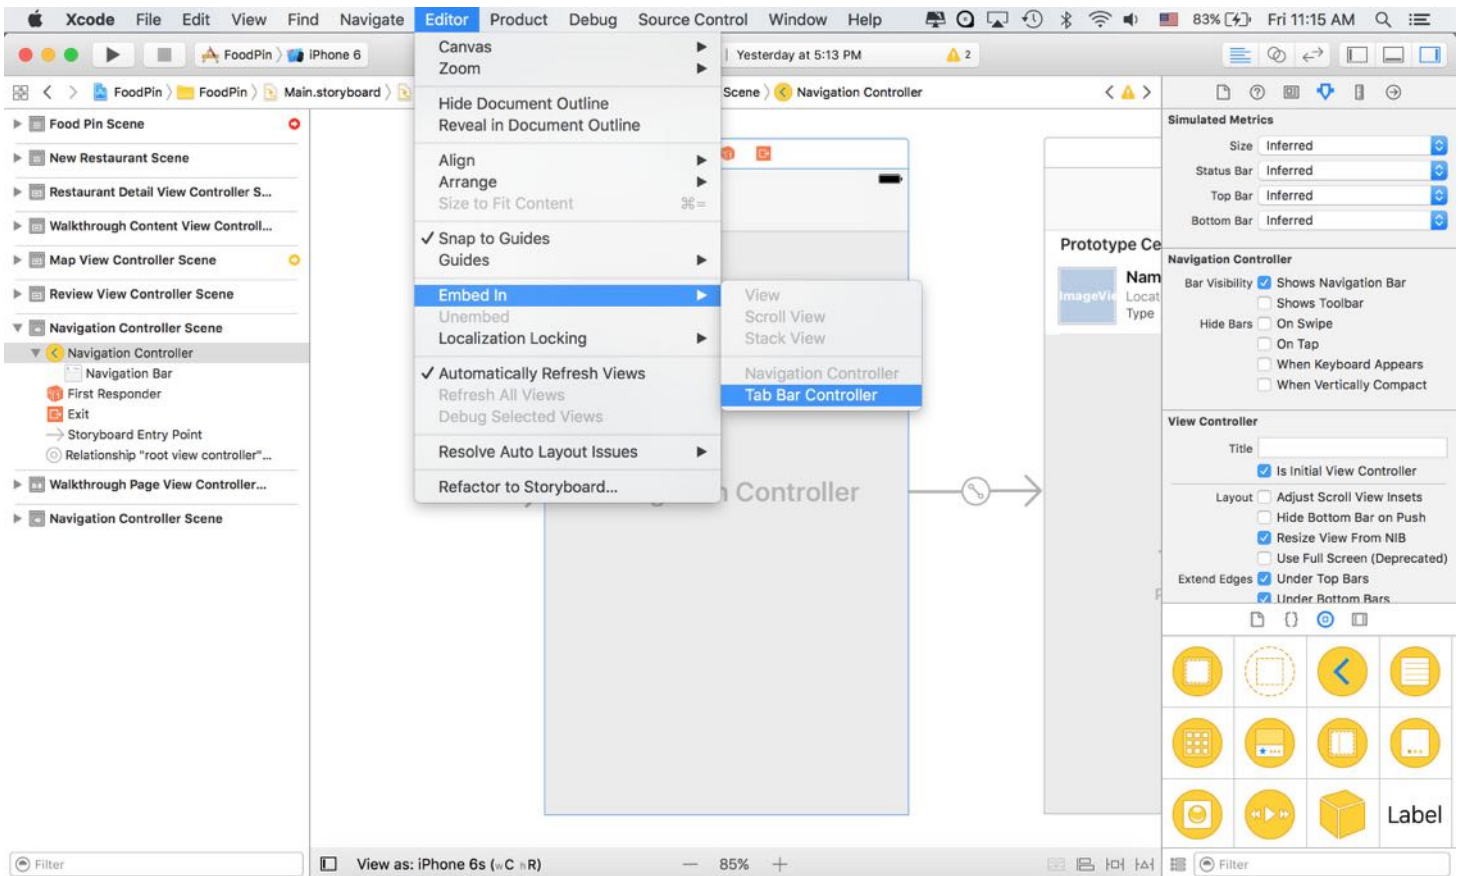 Xcode File Edit View Find Navigate Editor Product Debug Source Control Window Help 83% Fri 11:15 AM
FoodPin iPhone 6 Yesterday at 5:13 PM 2
FoodPin FoodPin Main.storyboard Scene Navigation Controller
Food Pin Scene
New Restaurant Scene
Restaurant Detail View Controller S...
Walkthrough Content View Controll...
Map View Controller Scene
Review View Controller Scene
Navigation Controller Scene
Navigation Controller
Navigation Bar
First Responder
Exit
Storyboard Entry Point
Relationship "root view controller"...
Walkthrough Page View Controller...
Navigation Controller Scene
Filter
Canvas
Zoom
Hide Document Outline
Reveal in Document Outline
Align
Arrange
Size to Fit Content ⌘=
✓ Snap to Guides
Guides
Embed In
Unembed
Localization Locking
✓ Automatically Refresh Views
Refresh All Views
Debug Selected Views
Resolve Auto Layout Issues
Refactor to Storyboard...
View
Scroll View
Stack View
Navigation Controller
Tab Bar Controller
Controller
Prototype Ce
ImageVie
Nam
Locat
Type
View as: iPhone 6s (wC hR) — 85% +
Simulated Metrics
Size Inferred
Status Bar Inferred
Top Bar Inferred
Bottom Bar Inferred
Navigation Controller
Bar Visibility Shows Navigation Bar
Shows Toolbar
Hide Bars On Swipe
On Tap
When Keyboard Appears
When Vertically Compact
View Controller
Title
Is Initial View Controller
Layout Adjust Scroll View Insets
Hide Bottom Bar on Push
Resize View From NIB
Use Full Screen (Deprecated)
Extend Edges Under Top Bars
Under Bottom Bars
Label
Filter